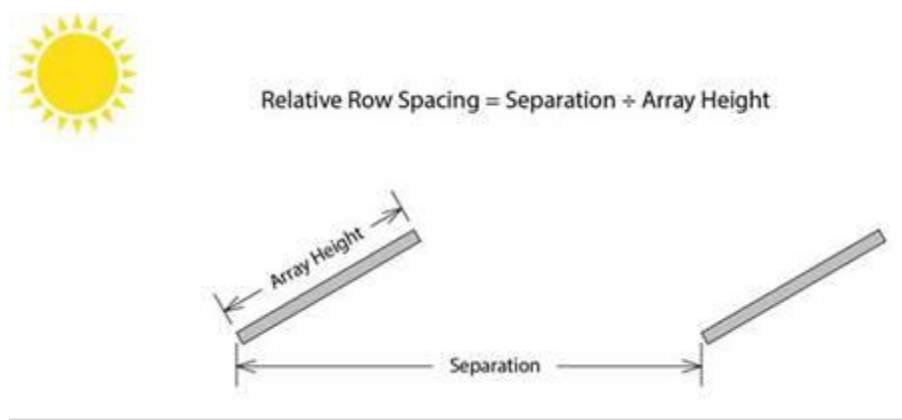 Relative Row Spacing = Separation ÷ Array Height
Array Height
Separation